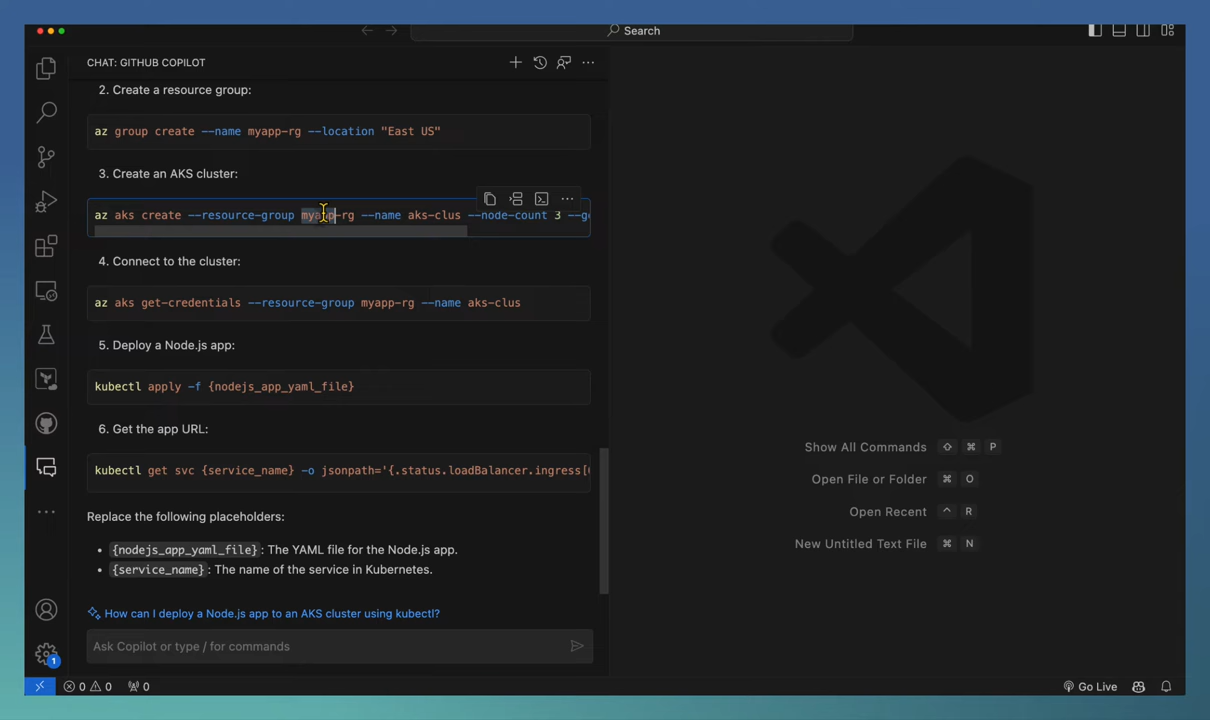 Search
CHAT: GITHUB COPILOT
2. Create a resource group:
az group create --name myapp-rg --location "East US"
3. Create an AKS cluster:
az aks create --resource-group myapp-rg --name aks-clus --node-count 3 --ge
4. Connect to the cluster:
az aks get-credentials --resource-group myapp-rg --name aks-clus
5. Deploy a Node.js app:
kubectl apply -f {nodejs_app_yaml_file}
6. Get the app URL:
kubectl get svc {service_name} -o jsonpath='{.status.loadBalancer.ingress[
Replace the following placeholders:
• {nodejs_app_yaml_file}: The YAML file for the Node.js app.
• {service_name}: The name of the service in Kubernetes.
How can I deploy a Node.js app to an AKS cluster using kubectl?
Ask Copilot or type / for commands
Show All Commands ⇧ ⌘ P
Open File or Folder ⌘ O
Open Recent ^ R
New Untitled Text File ⌘ N
1
0 0 0
Go Live